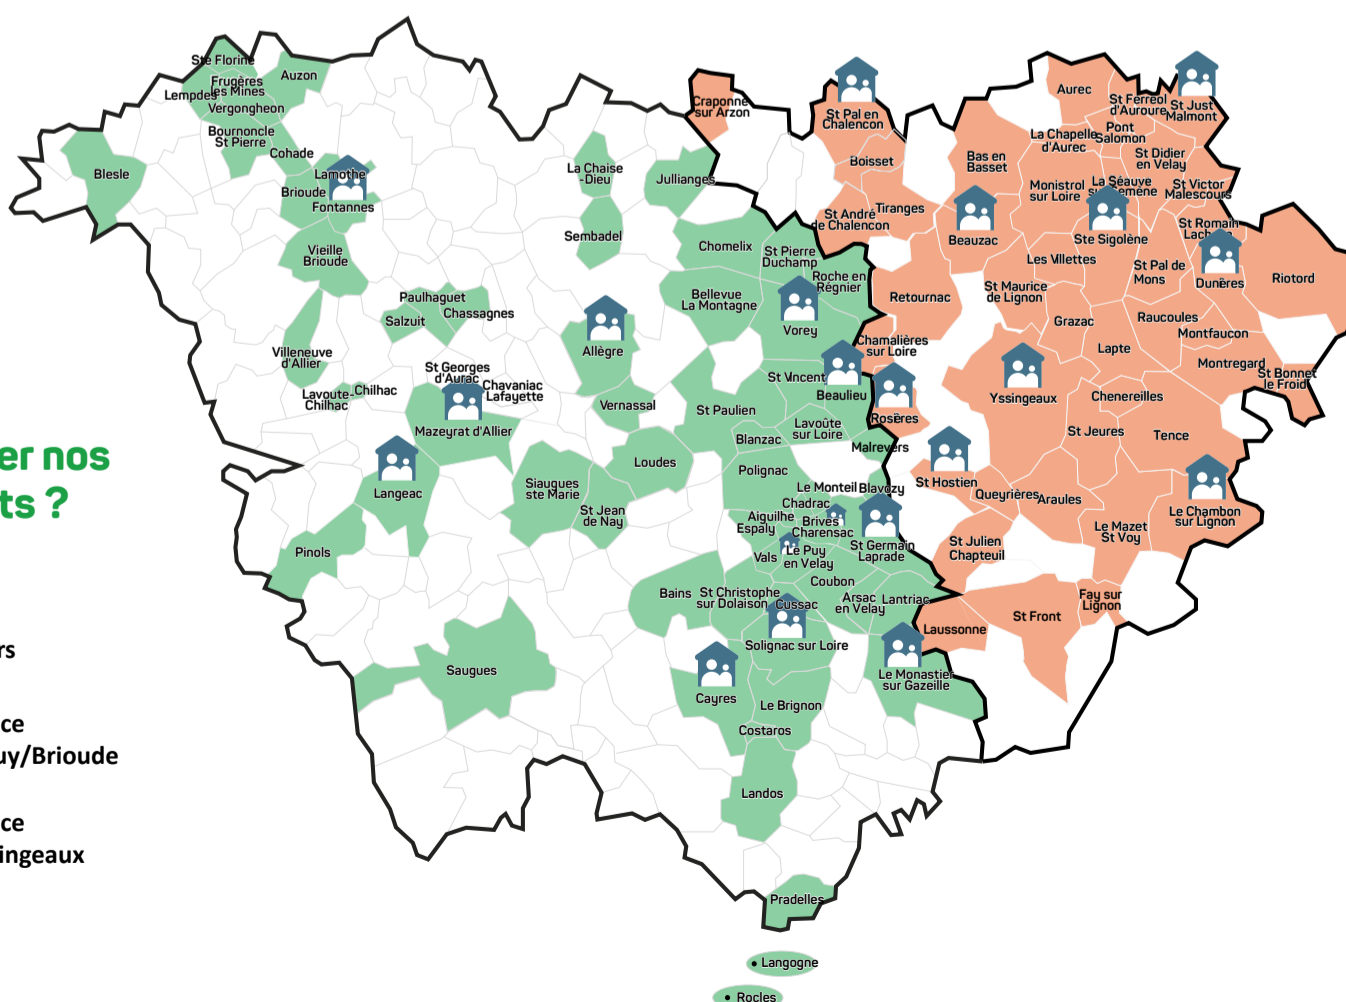 er nos
ts ?
rs
ce
uy/Brioude
ce
ingeaux
Ste Florine
Auzon
Frugères
les Mines
Lempdes
Vergongheon
Bournoncle
St Pierre
Cohade
Blesle
Lamothe
Brioude
Fontannes
Vieille
Brioude
La Chaise
-Dieu
Jullianges
Sembadel
Craponne
sur Arzon
St Pal en
Chalencon
Boisset
Tiranges
St André
de Chalencon
Aurec
St Ferreol
d'Auroure
St Just
Malmont
La Chapelle
d'Aurec
Pont
Salomon
Bas en
Basset
St Didier
en Velay
Monistrol
sur Loire
La Séauve
sur Semène
St Victor
Malescours
Beauzac
Ste Sigolène
St Romain
Lachalm
Les Villettes
St Pal de
Mons
Dunères
Riotord
Chomelix
St Pierre
Duchamp
Roche en
Régnier
Bellevue
La Montagne
Vorey
Retournac
St Maurice
de Lignon
Grazac
Raucoules
Montfaucon
Lapte
Montregard
St Bonnet
le Froid
Chamalières
sur Loire
Paulhaguet
Salzuit
Chassagnes
Allègre
Villeneuve
d'Allier
St Georges
d'Aurac
Chavaniac
Lafayette
Lavoute-
Chilhac
Chilhac
Mazeyrat d'Allier
Vernassal
St Vincent
Beaulieu
Rosères
Yssingeaux
Chenereilles
St Paulien
Lavoûte
sur Loire
Blanzac
Malrevers
St Jeures
Tence
Loudes
Polignac
Langeac
Siaugues
ste Marie
St Jean
de Nay
Le Monteil
Blavozy
St Hostien
Queyrières
Araules
Le Chambon
sur Lignon
Chadrac
Aiguilhe
Espaly
Brives
Charensac
Le Mazet
St Voy
Vals
Le Puy
en Velay
St Germain
Laprade
St Julien
Chapteuil
Pinols
Coubon
Bains
St Christophe
sur Dolaison
Cussac
Arsac
en Velay
Lantriac
Fay sur
Lignon
St Front
Laussonne
Solignac sur Loire
Saugues
Cayres
Le Monastier
sur Gazeille
Le Brignon
Costaros
Landos
Pradelles
Langogne
Rocles